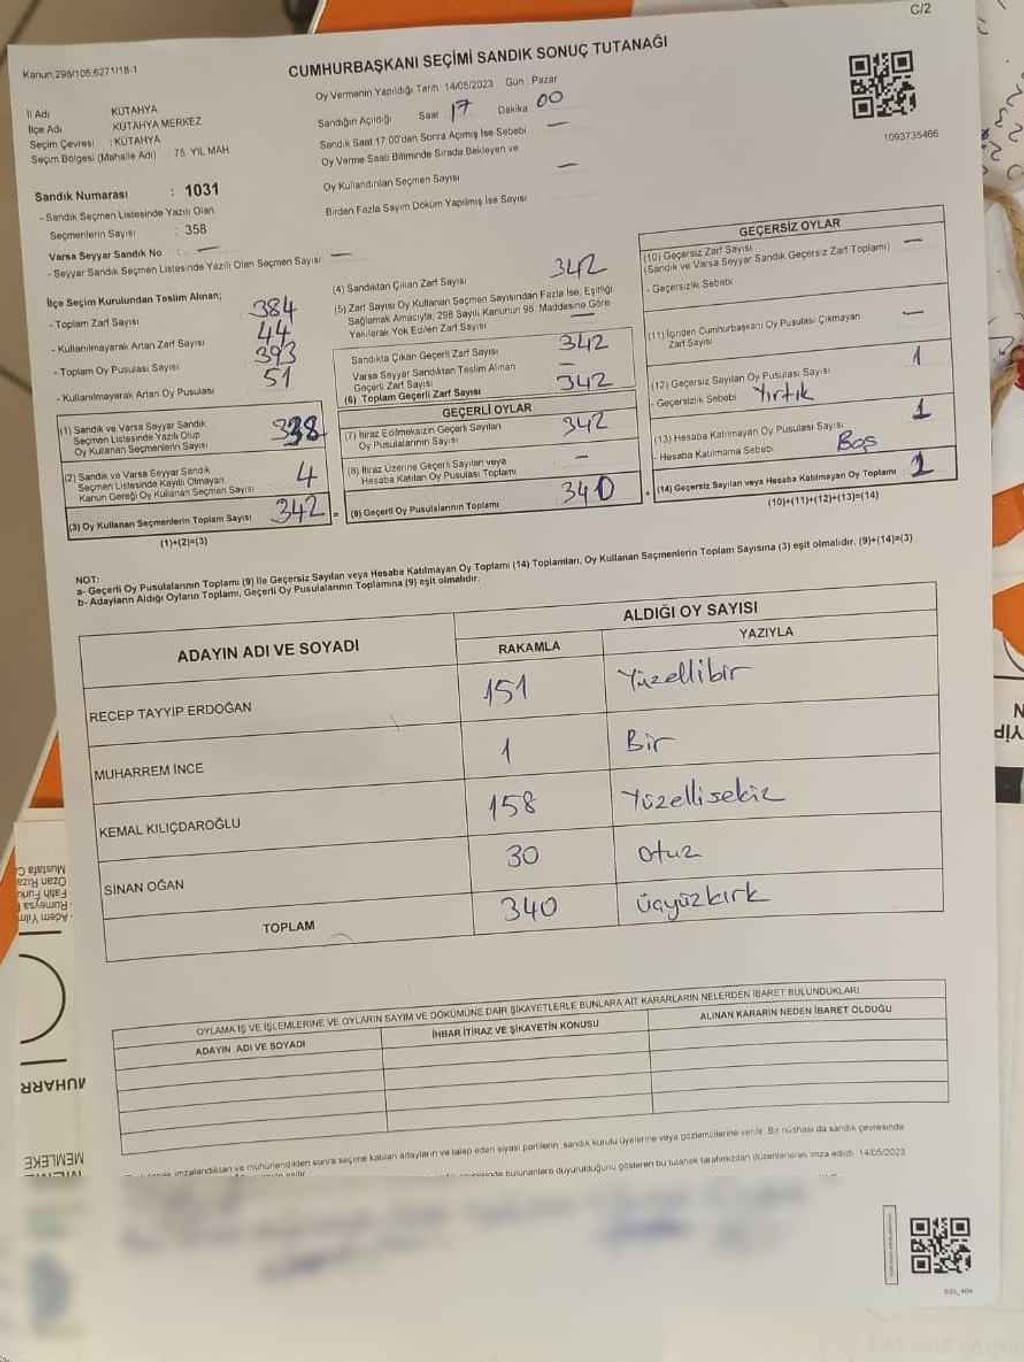 C/2
Kanun;298/105;6271/18-1
CUMHURBAŞKANI SEÇİMİ SANDIK SONUÇ TUTANAĞI
İl Adı KÜTAHYA
İlçe Adı KÜTAHYA MERKEZ
Seçim Çevresi : KÜTAHYA
Seçim Bölgesi (Mahalle Adı) 75. YIL MAH.
Oy Vermenin Yapıldığı Tarih 14/05/2023 Gün : Pazar
Sandığın Açıldığı Saat 17 Dakika 00
Sandık Saat 17:00'den Sonra Açımış İse Sebebi —
Oy Verme Saati Bitiminde Sırada Bekleyen ve
Oy Kullandırılan Seçmen Sayısı —
Birden Fazla Sayım Döküm Yapılmış İse Sayısı
1093735466
Sandık Numarası : 1031
- Sandık Seçmen Listesinde Yazılı Olan
Seçmenlerin Sayısı : 358
Varsa Seyyar Sandık No : —
- Seyyar Sandık Seçmen Listesinde Yazılı Olan Seçmen Sayısı —
İlçe Seçim Kurulundan Teslim Alınan;
- Toplam Zarf Sayısı 384
- Kullanılmayarak Artan Zarf Sayısı 44
- Toplam Oy Pusulası Sayısı 393
- Kullanılmayarak Artan Oy Pusulası 51
(1) Sandık ve Varsa Seyyar Sandık
Seçmen Listesinde Yazılı Olup
Oy Kullanan Seçmenlerin Sayısı 338
(2) Sandık ve Varsa Seyyar Sandık
Seçmen Listesinde Kayıtlı Olmayan,
Kanun Gereği Oy Kullanan Seçmen Sayısı 4
(3) Oy Kullanan Seçmenlerin Toplam Sayısı 342 =
(1)+(2)=(3)
(4) Sandıktan Çıkan Zarf Sayısı 342
(5) Zarf Sayısı Oy Kullanan Seçmen Sayısından Fazla İse, Eşitliği
Sağlamak Amacıyla, 298 Sayılı Kanunun 98. Maddesine Göre
Yakılarak Yok Edilen Zarf Sayısı —
Sandıkta Çıkan Geçerli Zarf Sayısı 342
Varsa Seyyar Sandıktan Teslim Alınan
Geçerli Zarf Sayısı —
(6) Toplam Geçerli Zarf Sayısı 342
GEÇERLİ OYLAR
(7) İtiraz Edilmeksizin Geçerli Sayılan
Oy Pusulalarının Sayısı 342
(8) İtiraz Üzerine Geçerli Sayılan veya
Hesaba Katılan Oy Pusulası Toplamı —
(9) Geçerli Oy Pusulalarının Toplamı 340 +
GEÇERSİZ OYLAR
(10) Geçersiz Zarf Sayısı —
(Sandık ve Varsa Seyyar Sandık Geçersiz Zarf Toplamı)
- Geçersizlik Sebebi
(11) İçinden Cumhurbaşkanı Oy Pusulası Çıkmayan
Zarf Sayısı —
(12) Geçersiz Sayılan Oy Pusulası Sayısı 1
- Geçersizlik Sebebi Yırtık
(13) Hesaba Katılmayan Oy Pusulası Sayısı 1
- Hesaba Katılmama Sebebi Boş
(14) Geçersiz Sayılan veya Hesaba Katılmayan Oy Toplamı
(10)+(11)+(12)+(13)=(14)
NOT:
a- Geçerli Oy Pusulalarının Toplamı (9) ile Geçersiz Sayılan veya Hesaba Katılmayan Oy Toplamı (14) Toplamları, Oy Kullanan Seçmenlerin Toplam Sayısına (3) eşit olmalıdır. (9)+(14)=(3)
b- Adayların Aldığı Oyların Toplamı, Geçerli Oy Pusulalarının Toplamına (9) eşit olmalıdır.
ADAYIN ADI VE SOYADI
ALDIĞI OY SAYISI
RAKAMLA YAZIYLA
RECEP TAYYİP ERDOĞAN 151 Yüzellibir
MUHARREM İNCE 1 Bir
KEMAL KILIÇDAROĞLU 158 Yüzellisekiz
SİNAN OĞAN 30 otuz
TOPLAM 340 üçyüzkırk
OYLAMA İŞ VE İŞLEMLERİNE VE OYLARIN SAYIM VE DÖKÜMÜNE DAİR ŞİKAYETLERLE BUNLARA AİT KARARLARIN NELERDEN İBARET BULUNDUKLARI
ADAYIN ADI VE SOYADI
İHBAR İTİRAZ VE ŞİKAYETİN KONUSU
ALINAN KARARIN NEDEN İBARET OLDUĞU
imzalandıktan ve mühürlendikten sonra seçime katılan adayların ve talep eden siyasi partilerin sandık kurulu üyelerine veya gözlemcilerine verilir. Bir nüshası da sandık çevresinde
bulunanlara duyurulduğunu gösteren bu tutanak tarafımızdan düzenlenerek imza edildi. 14/05/2023
Mustafa
Ozan Rıza
Fatih
Rumeysa
Adem
MUHARR
MEMLEKE
N
YİP